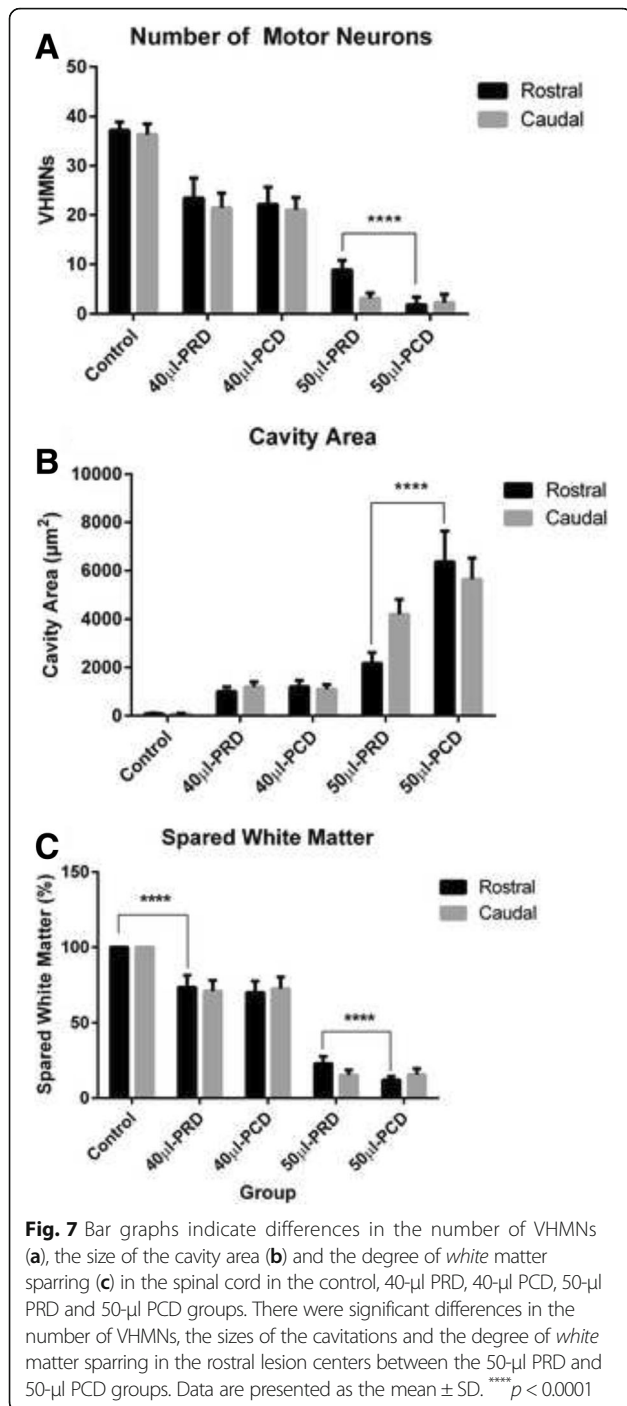 A
Number of Motor Neurons
50
40
30
20
10
0
VHMNs
Rostral
Caudal
****
Control
40µl-PRD
40µl-PCD
50µl-PRD
50µl-PCD
B
Cavity Area
10000
8000
6000
4000
2000
0
Cavity Area (µm²)
Rostral
Caudal
****
Control
40µl-PRD
40µl-PCD
50µl-PRD
50µl-PCD
C
Spared White Matter
150
100
50
0
Spared White Matter (%)
Rostral
Caudal
****
****
Control
40µl-PRD
40µl-PCD
50µl-PRD
50µl-PCD
Group
Fig. 7 Bar graphs indicate differences in the number of VHMNs
(a), the size of the cavity area (b) and the degree of white matter
sparring (c) in the spinal cord in the control, 40-µl PRD, 40-µl PCD, 50-µl
PRD and 50-µl PCD groups. There were significant differences in the
number of VHMNs, the sizes of the cavitations and the degree of white
matter sparring in the rostral lesion centers between the 50-µl PRD and
50-µl PCD groups. Data are presented as the mean ± SD. ****p < 0.0001